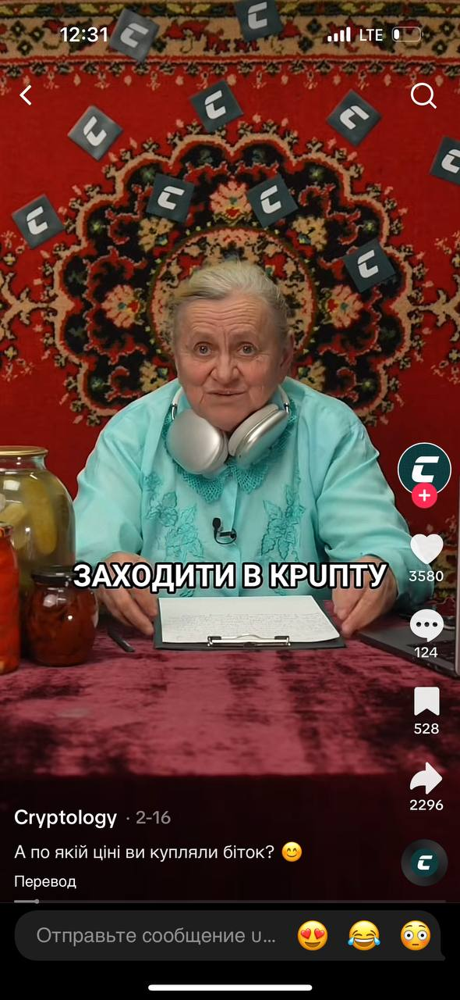 12:31
LTE
ЗАХОДИТИ В КРUПТУ
3580
124
528
2296
Cryptology · 2-16
А по якій ціні ви купляли біток? 😊
Перевод
Отправьте сообщение и... 😍 😂 😳